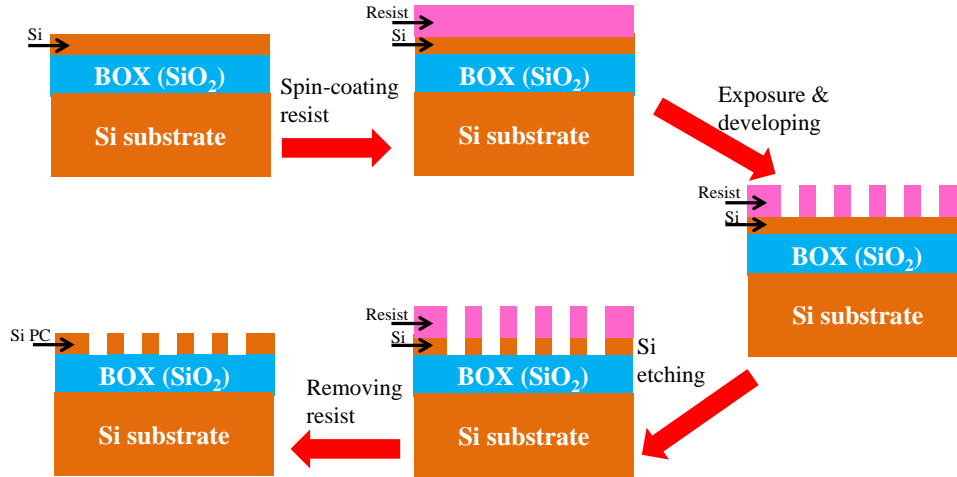 Si
BOX (SiO₂)
Si substrate
Spin-coating
resist
Resist
Si
BOX (SiO₂)
Si substrate
Exposure &
developing
Resist
Si
BOX (SiO₂)
Si substrate
Si
etching
Resist
Si
BOX (SiO₂)
Si substrate
Removing
resist
Si PC
BOX (SiO₂)
Si substrate